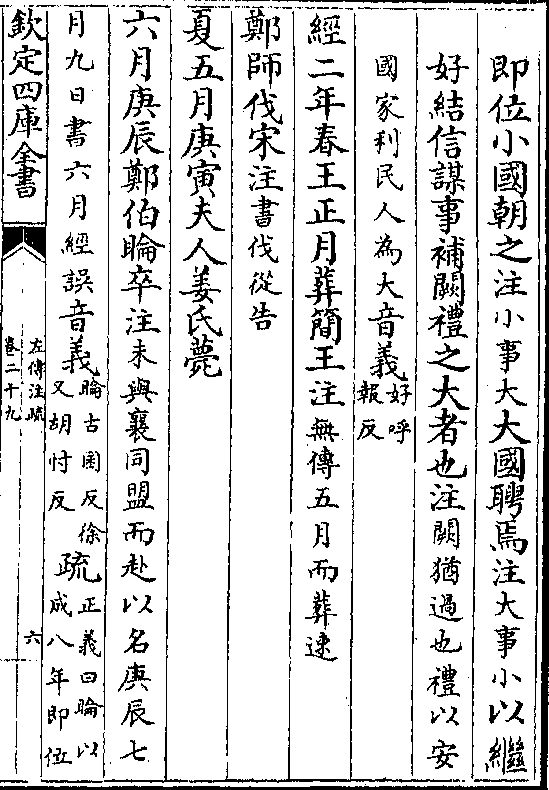 即位小國朝之注小事大大國聘焉注大事小以繼
好結信謀事補闕禮之大者也注闕猶過也禮以安
國家利民人為大音義好呼報反
經二年春王正月葬簡王注無傳五月而葬速
鄭師伐宋注書伐從告
夏五月庚寅夫人姜氏薨
六月庚辰鄭伯睔卒注未與襄同盟而赴以名庚辰七
月九日書六月經誤音義睔古囷反徐又胡忖反疏正義曰睔以成八年即位
欽定四庫全書
左傳注疏
卷二十九
六